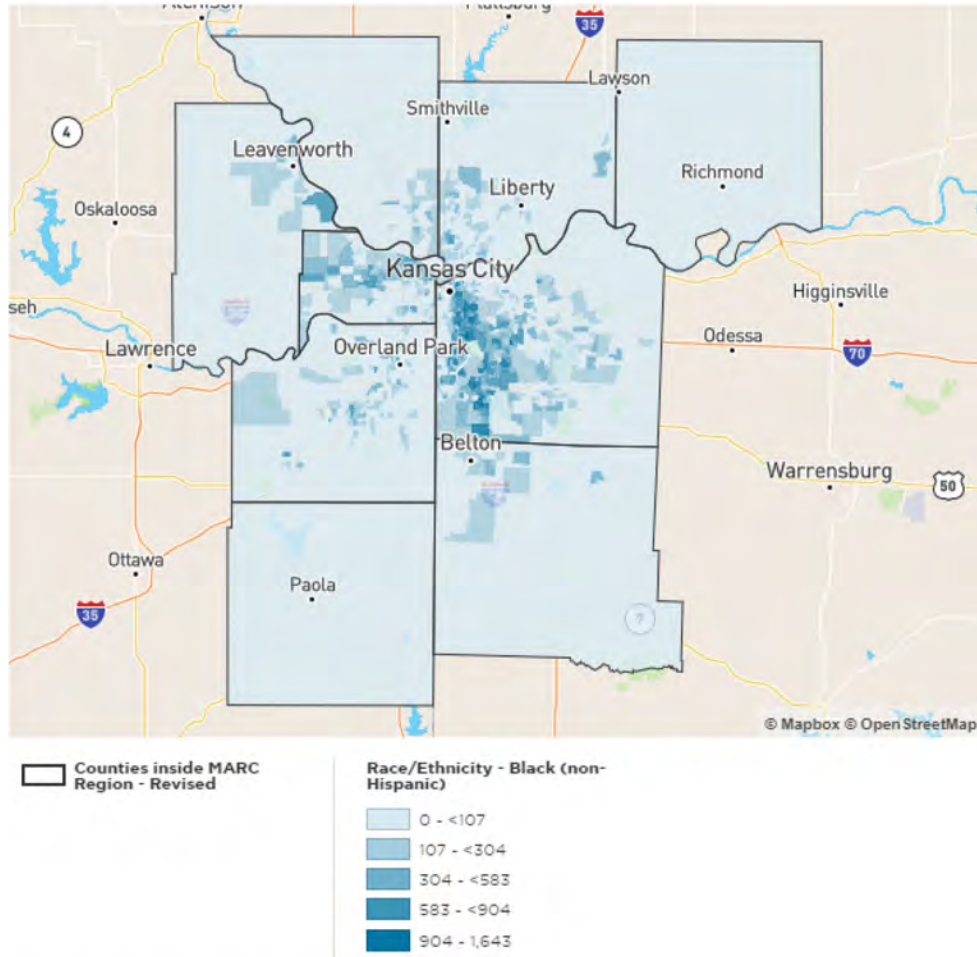 Atchison
Plattsburg
35
Lawson
Smithville
4
Leavenworth
Liberty
Richmond
Oskaloosa
Kansas City
Higginsville
seh
Odessa
Lawrence
Overland Park
70
Belton
Warrensburg
50
Ottawa
Paola
35
7
© Mapbox © OpenStreetMap
Counties inside MARC
Region - Revised
Race/Ethnicity - Black (non-
Hispanic)
0 - <107
107 - <304
304 - <583
583 - <904
904 - 1,643